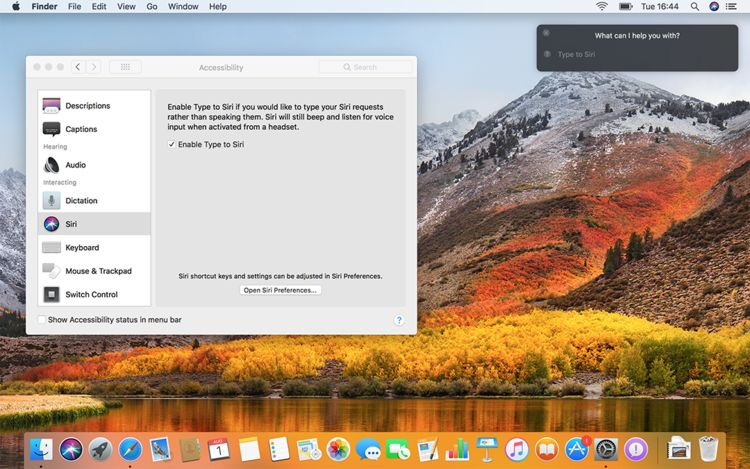 Finder File Edit View Go Window Help
Tue 16:44
What can I help you with?
Type to Siri
Accessibility
Search
Descriptions
Captions
Hearing
Audio
Interacting
Dictation
Siri
Keyboard
Mouse & Trackpad
Switch Control
Enable Type to Siri if you would like to type your Siri requests
rather than speaking them. Siri will still beep and listen for voice
input when activated from a headset.
Enable Type to Siri
Siri shortcut keys and settings can be adjusted in Siri Preferences.
Open Siri Preferences...
Show Accessibility status in menu bar
?
AUG
1
1